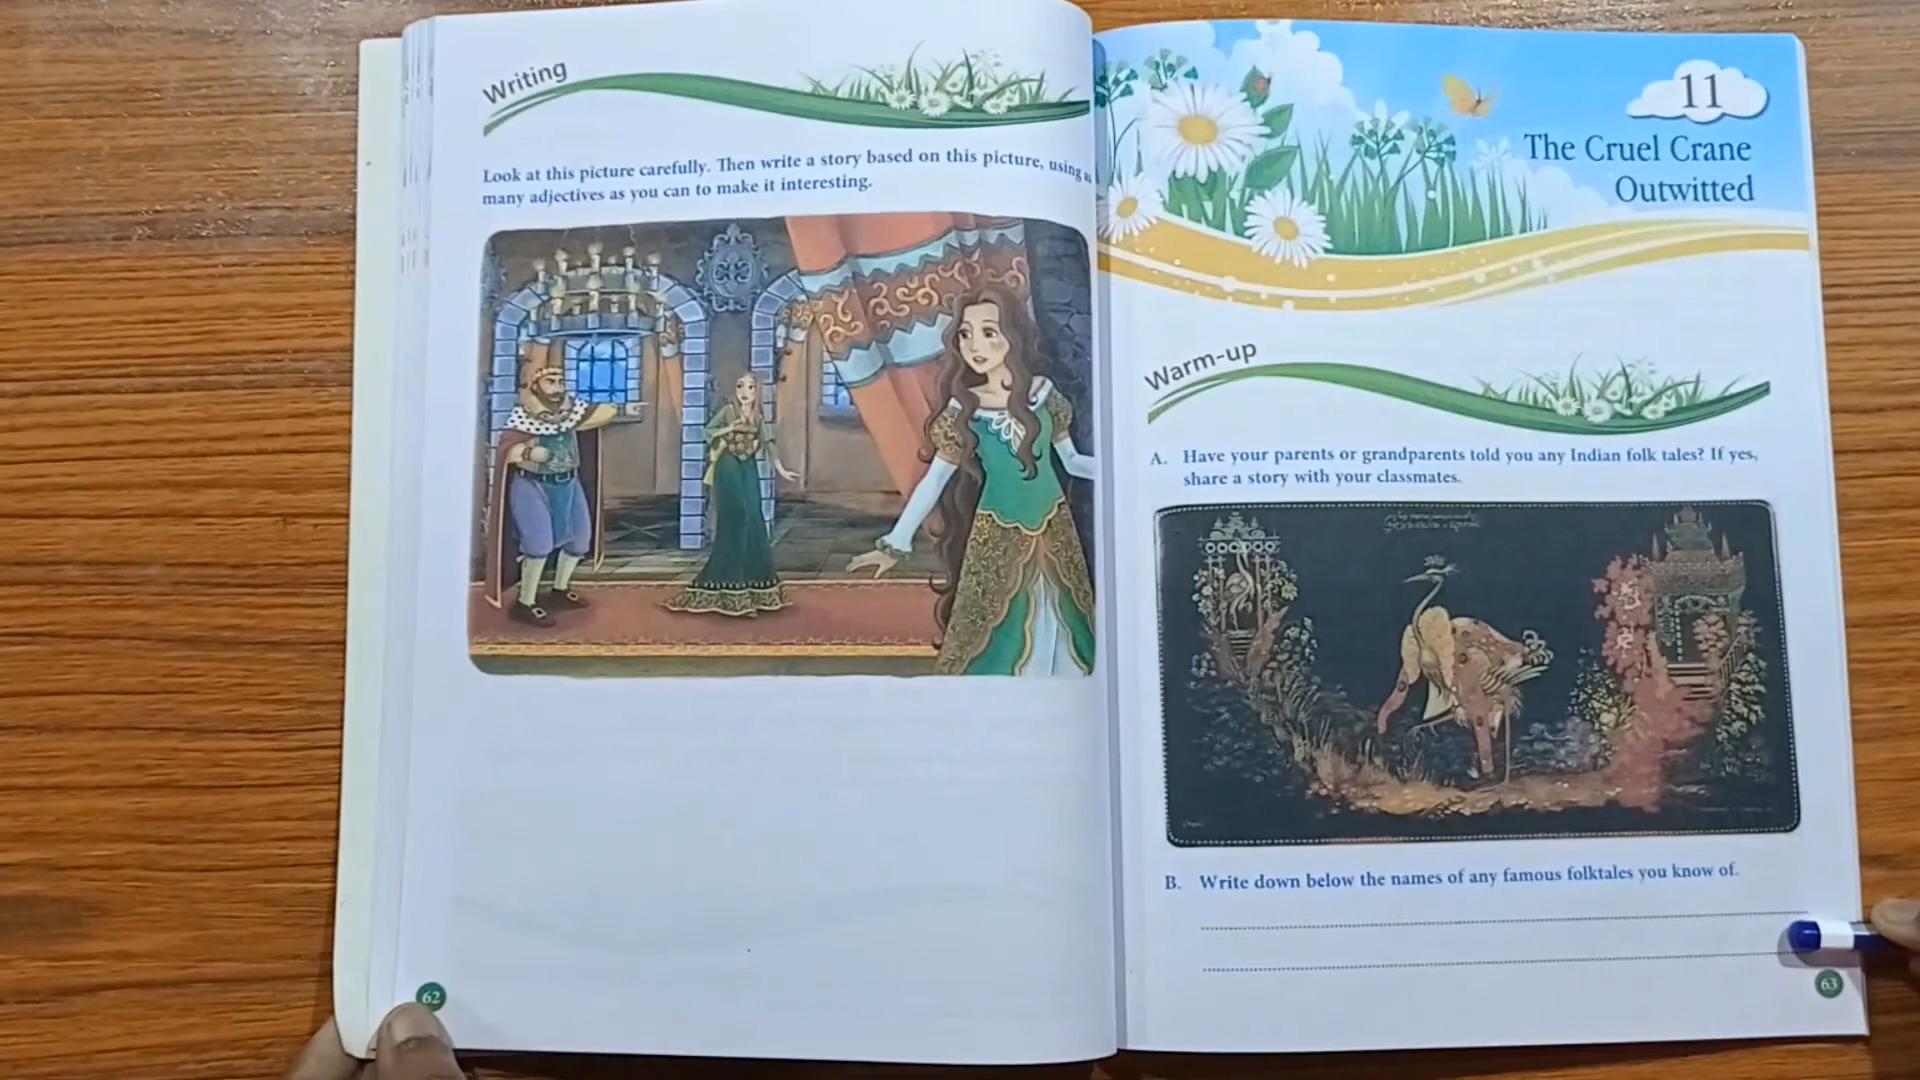 Writing
Look at this picture carefully. Then write a story based on this picture, using as
many adjectives as you can to make it interesting.
62
11
The Cruel Crane
Outwitted
Warm-up
A. Have your parents or grandparents told you any Indian folk tales? If yes,
share a story with your classmates.
B. Write down below the names of any famous folktales you know of.
63